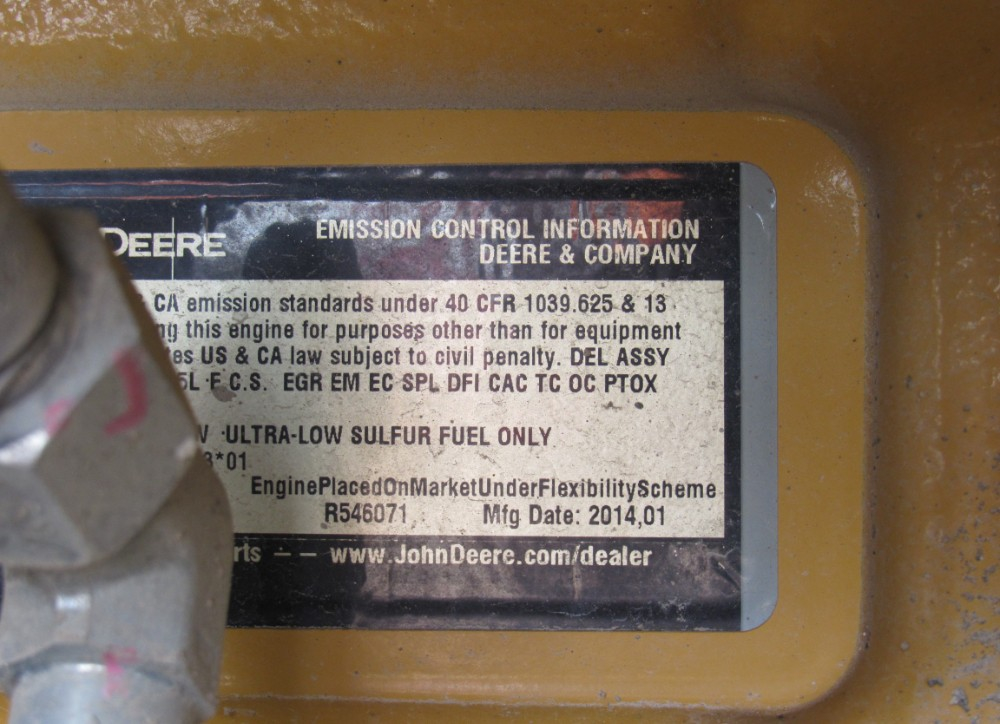 DEERE
EMISSION CONTROL INFORMATION
DEERE & COMPANY
CA emission standards under 40 CFR 1039.625 & 13
this engine for purposes other than for equipment
US & CA law subject to civil penalty. DEL ASSY
F C.S. EGR EM EC SPL DFI CAC TC OC PTOX
ULTRA-LOW SULFUR FUEL ONLY
*01
EnginePlacedOnMarketUnderFlexibilityScheme
R546071 Mfg Date: 2014,01
www.JohnDeere.com/dealer